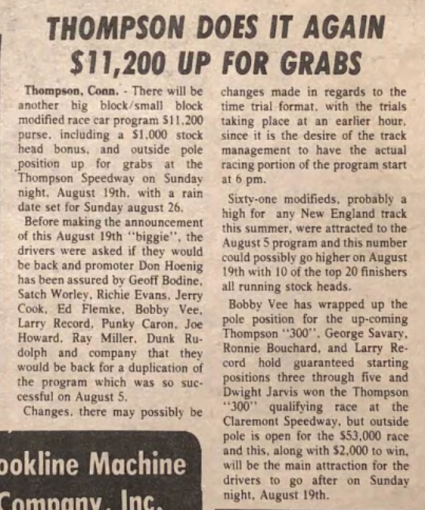 THOMPSON DOES IT AGAIN
$11,200 UP FOR GRABS
Thompson, Conn. - There will be
another big block/small block
modified race car program $11,200
purse, including a $1,000 stock
head bonus, and outside pole
position up for grabs at the
Thompson Speedway on Sunday
night, August 19th, with a rain
date set for Sunday august 26.
Before making the announcement
of this August 19th "biggie", the
drivers were asked if they would
be back and promoter Don Hoenig
has been assured by Geoff Bodine,
Satch Worley, Richie Evans, Jerry
Cook, Ed Flemke, Bobby Vee,
Larry Record, Punky Caron, Joe
Howard, Ray Miller, Dunk Ru-
dolph and company that they
would be back for a duplication of
the program which was so suc-
cessful on August 5.
Changes, there may possibly be
changes made in regards to the
time trial format, with the trials
taking place at an earlier hour,
since it is the desire of the track
management to have the actual
racing portion of the program start
at 6 pm.
Sixty-one modifieds, probably a
high for any New England track
this summer, were attracted to the
August 5 program and this number
could possibly go higher on August
19th with 10 of the top 20 finishers
all running stock heads.
Bobby Vee has wrapped up the
pole position for the up-coming
Thompson "300". George Savary,
Ronnie Bouchard, and Larry Re-
cord hold guaranteed starting
positions three through five and
Dwight Jarvis won the Thompson
"300" qualifying race at the
Claremont Speedway, but outside
pole is open for the $53,000 race
and this, along with $2,000 to win,
will be the main attraction for the
drivers to go after on Sunday
night, August 19th.
ookline Machine
Company, Inc.